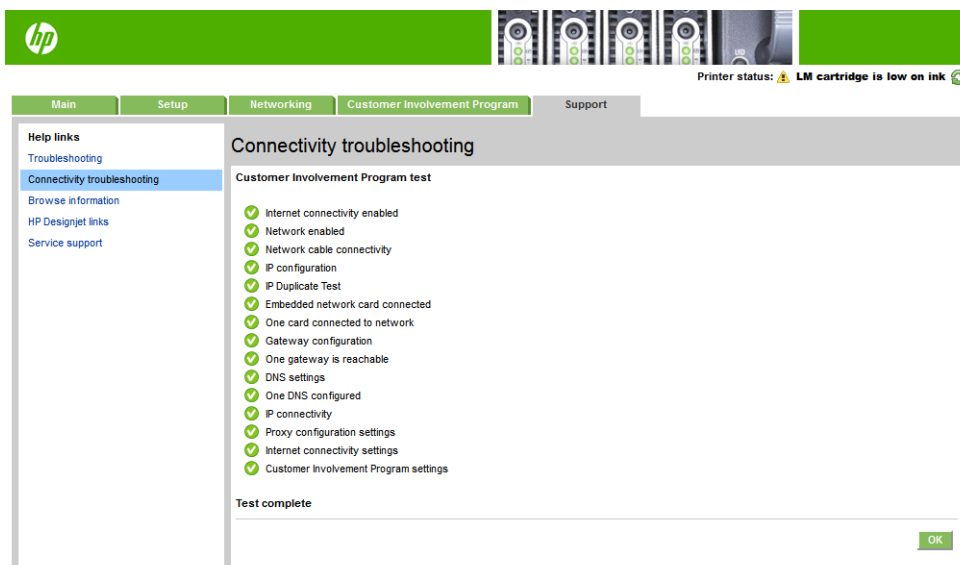 hp
UID
Printer status: LM cartridge is low on ink
Main Setup Networking Customer Involvement Program Support
Help links
Troubleshooting
Connectivity troubleshooting
Browse information
HP Designjet links
Service support
Connectivity troubleshooting
Customer Involvement Program test
Internet connectivity enabled
Network enabled
Network cable connectivity
IP configuration
IP Duplicate Test
Embedded network card connected
One card connected to network
Gateway configuration
One gateway is reachable
DNS settings
One DNS configured
IP connectivity
Proxy configuration settings
Internet connectivity settings
Customer Involvement Program settings
Test complete
OK